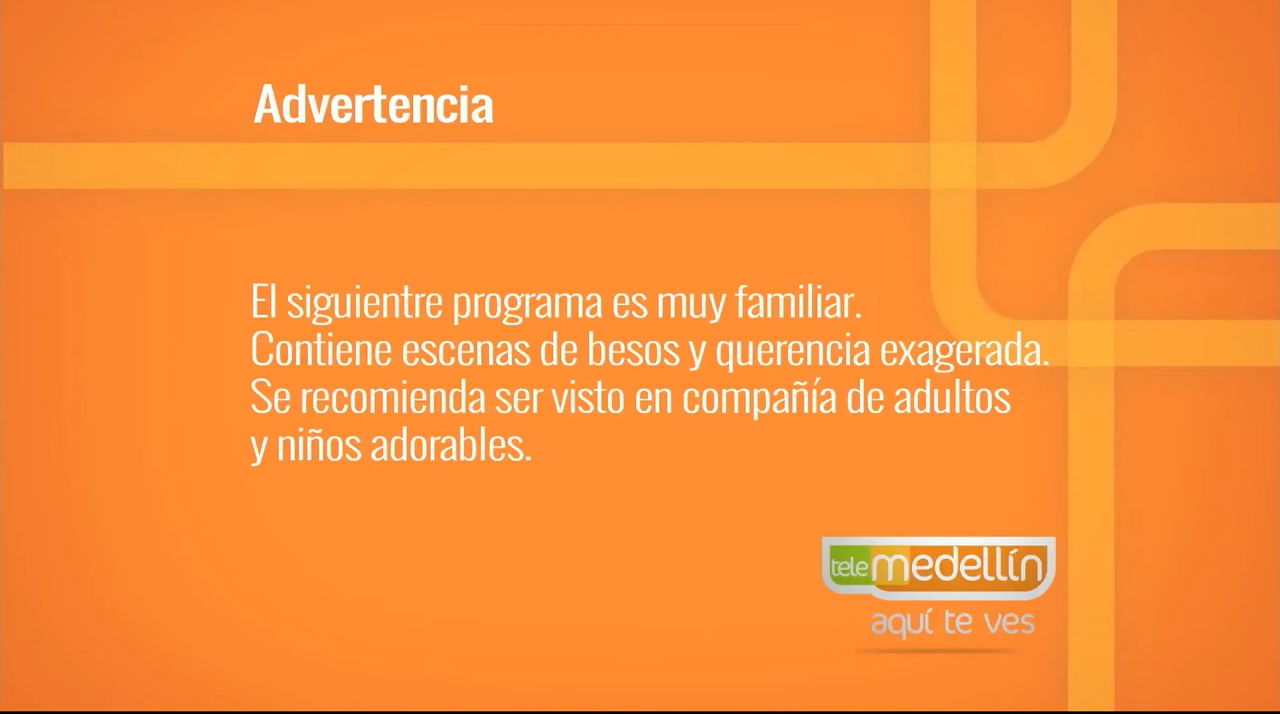 Advertencia
El siguientre programa es muy familiar.
Contiene escenas de besos y querencia exagerada.
Se recomienda ser visto en compañía de adultos
y niños adorables.
tele medellín
aquí te ves